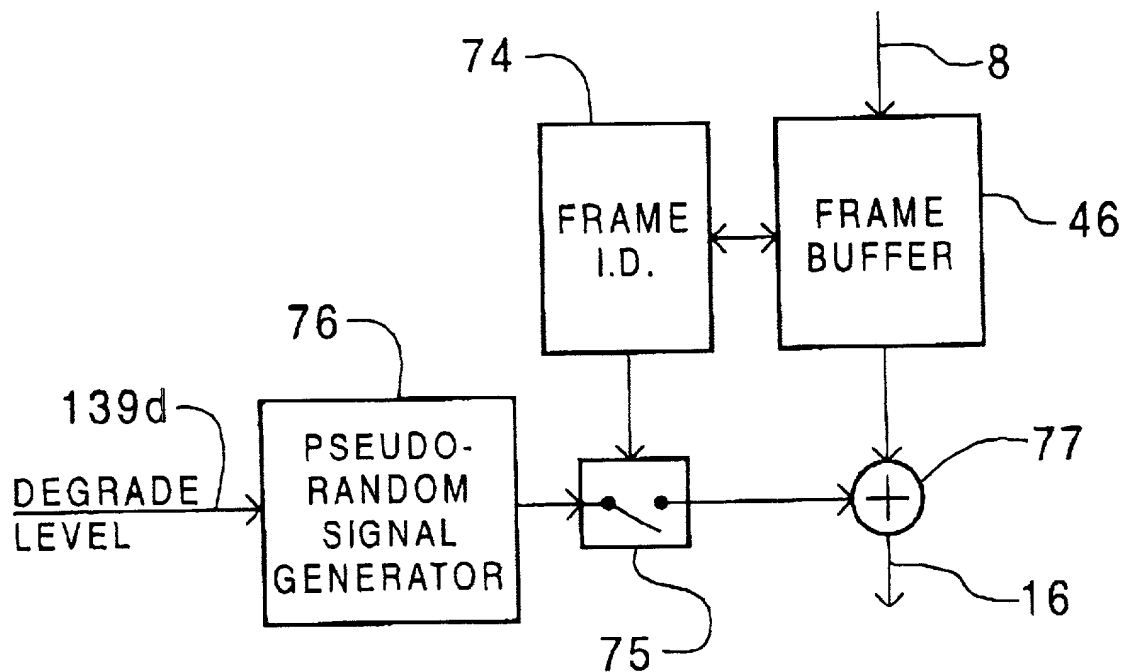 74
8
FRAME
I.D.
FRAME
BUFFER
46
76
139d
DEGRADE
LEVEL
PSEUDO-
RANDOM
SIGNAL
GENERATOR
77
75
16